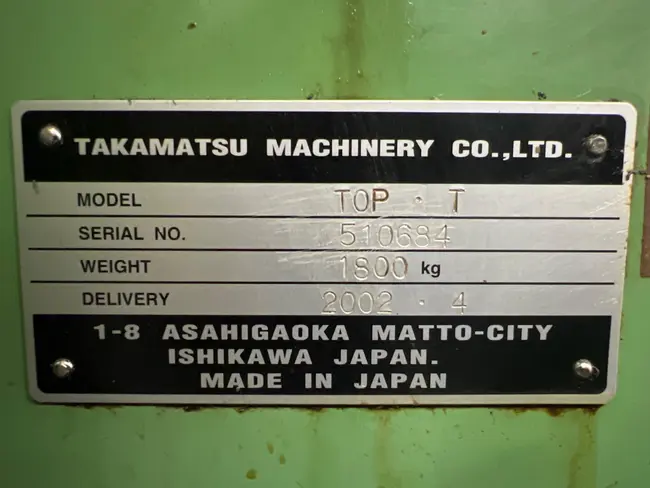 TAKAMATSU MACHINERY CO.,LTD.
MODEL TOP · T
SERIAL NO. 510684
WEIGHT 1800 kg
DELIVERY 2002 · 4
1-8 ASAHIGAOKA MATTO-CITY
ISHIKAWA JAPAN.
MADE IN JAPAN